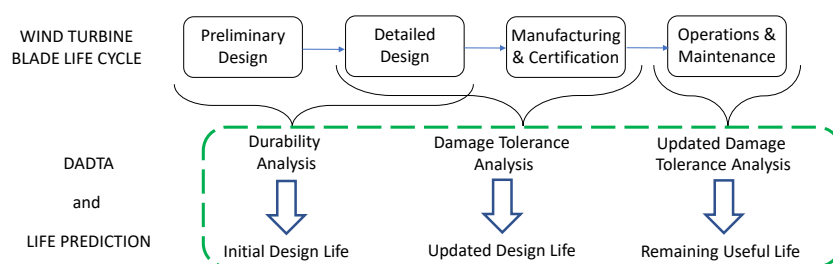 WIND TURBINE
BLADE LIFE CYCLE
Preliminary
Design
Detailed
Design
Manufacturing
& Certification
Operations &
Maintenance
DADTA
and
LIFE PREDICTION
Durability
Analysis
Damage Tolerance
Analysis
Updated Damage
Tolerance Analysis
Initial Design Life
Updated Design Life
Remaining Useful Life